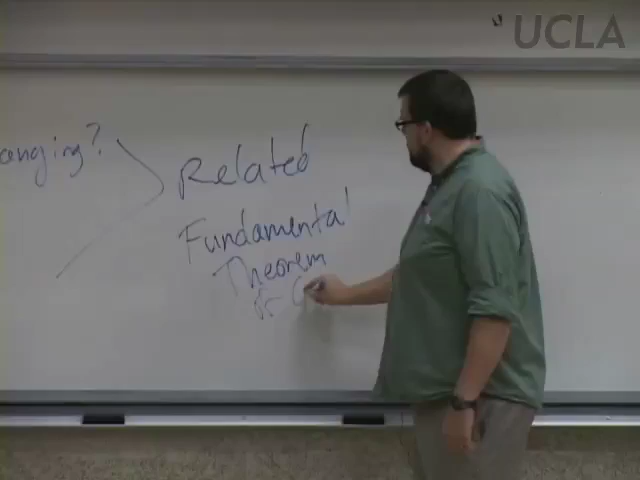 UCLA
anging?
Related
Fundamental
Theorem
of C